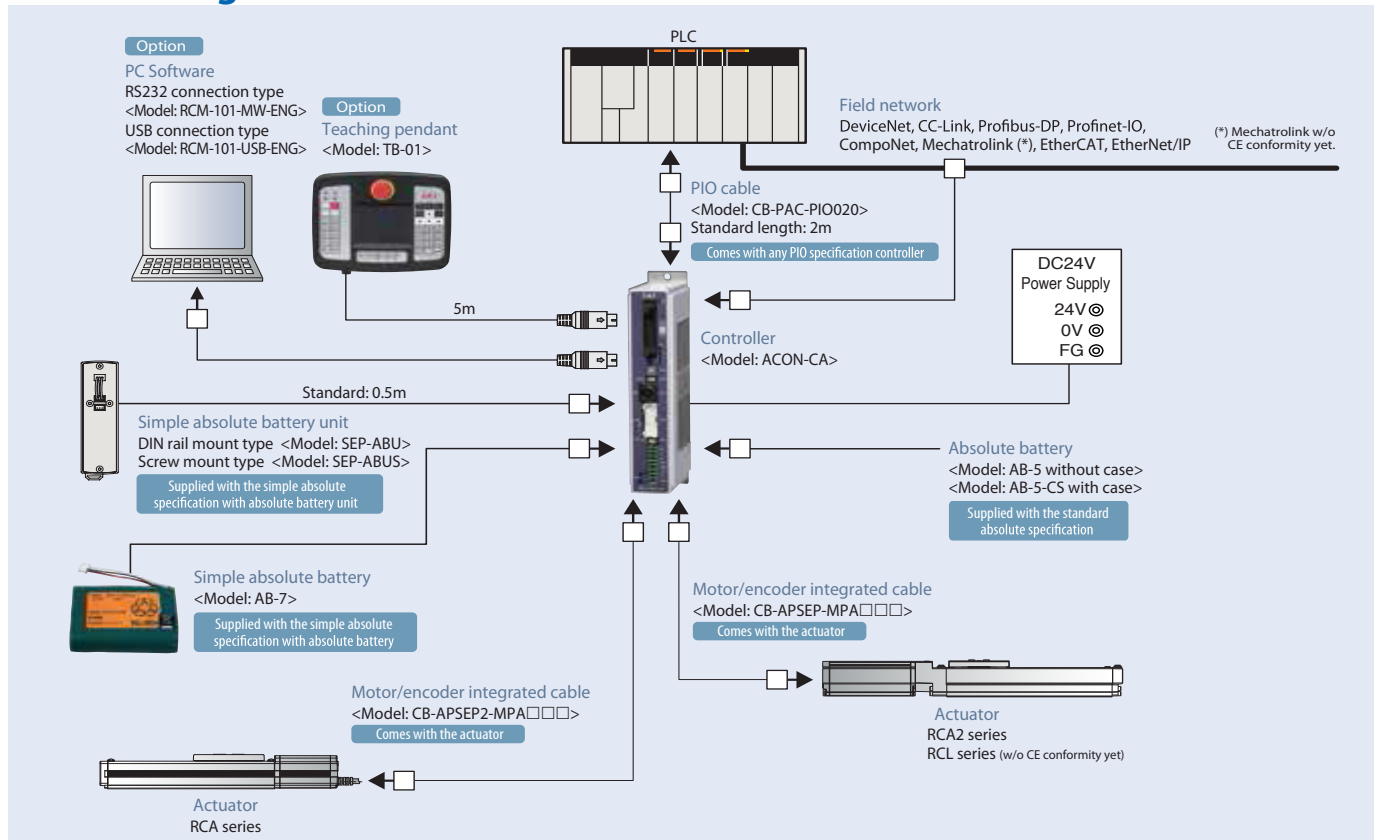 Option
PC Software
RS232 connection type
<Model: RCM-101-MW-ENG>
USB connection type
<Model: RCM-101-USB-ENG>
Option
Teaching pendant
<Model: TB-01>
PLC
Field network
DeviceNet, CC-Link, Profibus-DP, Profinet-IO,
CompoNet, Mechatrolink (*), EtherCAT, EtherNet/IP
(*) Mechatrolink w/o
CE conformity yet.
PIO cable
<Model: CB-PAC-PIO020>
Standard length: 2m
Comes with any PIO specification controller
DC24V
Power Supply
24V
0V
FG
5m
Controller
<Model: ACON-CA>
Standard: 0.5m
Simple absolute battery unit
DIN rail mount type <Model: SEP-ABU>
Screw mount type <Model: SEP-ABUS>
Supplied with the simple absolute
specification with absolute battery unit
Absolute battery
<Model: AB-5 without case>
<Model: AB-5-CS with case>
Supplied with the standard
absolute specification
Simple absolute battery
<Model: AB-7>
Supplied with the simple absolute
specification with absolute battery
Motor/encoder integrated cable
<Model: CB-APSEP-MPA□□□>
Comes with the actuator
Motor/encoder integrated cable
<Model: CB-APSEP2-MPA□□□>
Comes with the actuator
Actuator
RCA2 series
RCL series (w/o CE conformity yet)
Actuator
RCA series